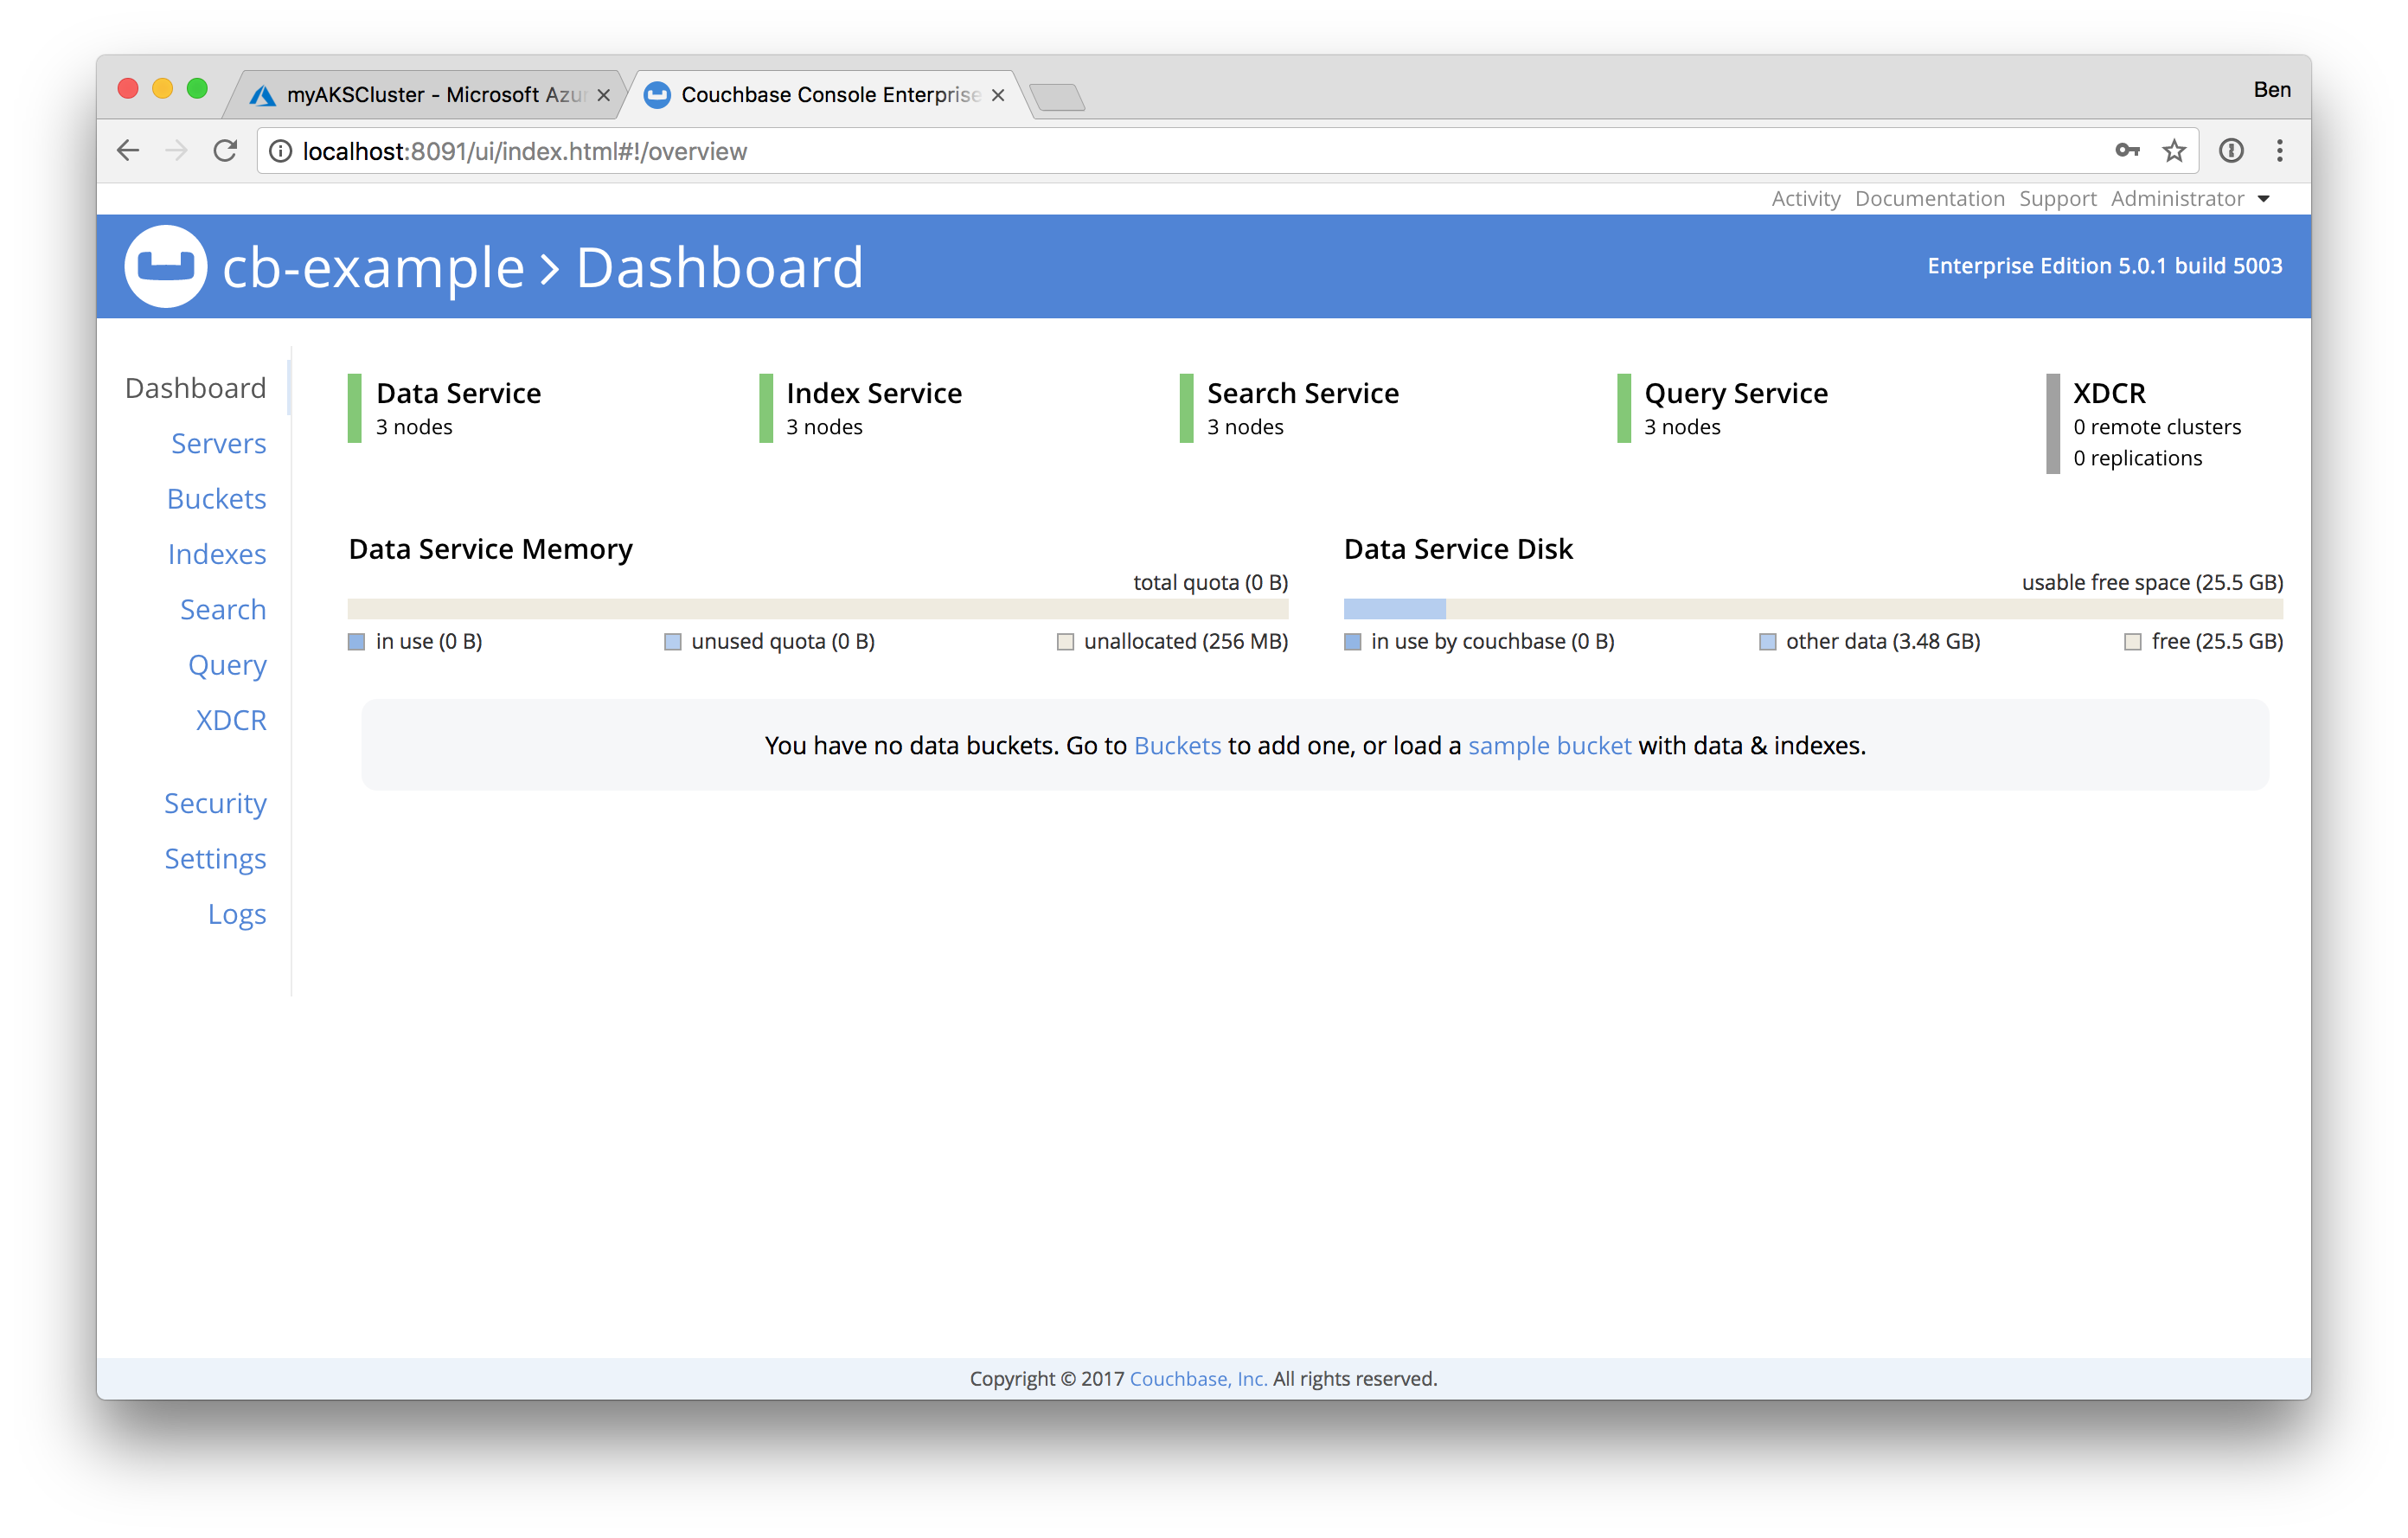 myAKSCluster - Microsoft Azu
Couchbase Console Enterprise
Ben
localhost:8091/ui/index.html#!/overview
Activity Documentation Support Administrator
cb-example > Dashboard
Enterprise Edition 5.0.1 build 5003
Dashboard
Servers
Buckets
Indexes
Search
Query
XDCR
Security
Settings
Logs
Data Service
3 nodes
Index Service
3 nodes
Search Service
3 nodes
Query Service
3 nodes
XDCR
0 remote clusters
0 replications
Data Service Memory
total quota (0 B)
in use (0 B) unused quota (0 B) unallocated (256 MB)
Data Service Disk
usable free space (25.5 GB)
in use by couchbase (0 B) other data (3.48 GB) free (25.5 GB)
You have no data buckets. Go to Buckets to add one, or load a sample bucket with data & indexes.
Copyright © 2017 Couchbase, Inc. All rights reserved.